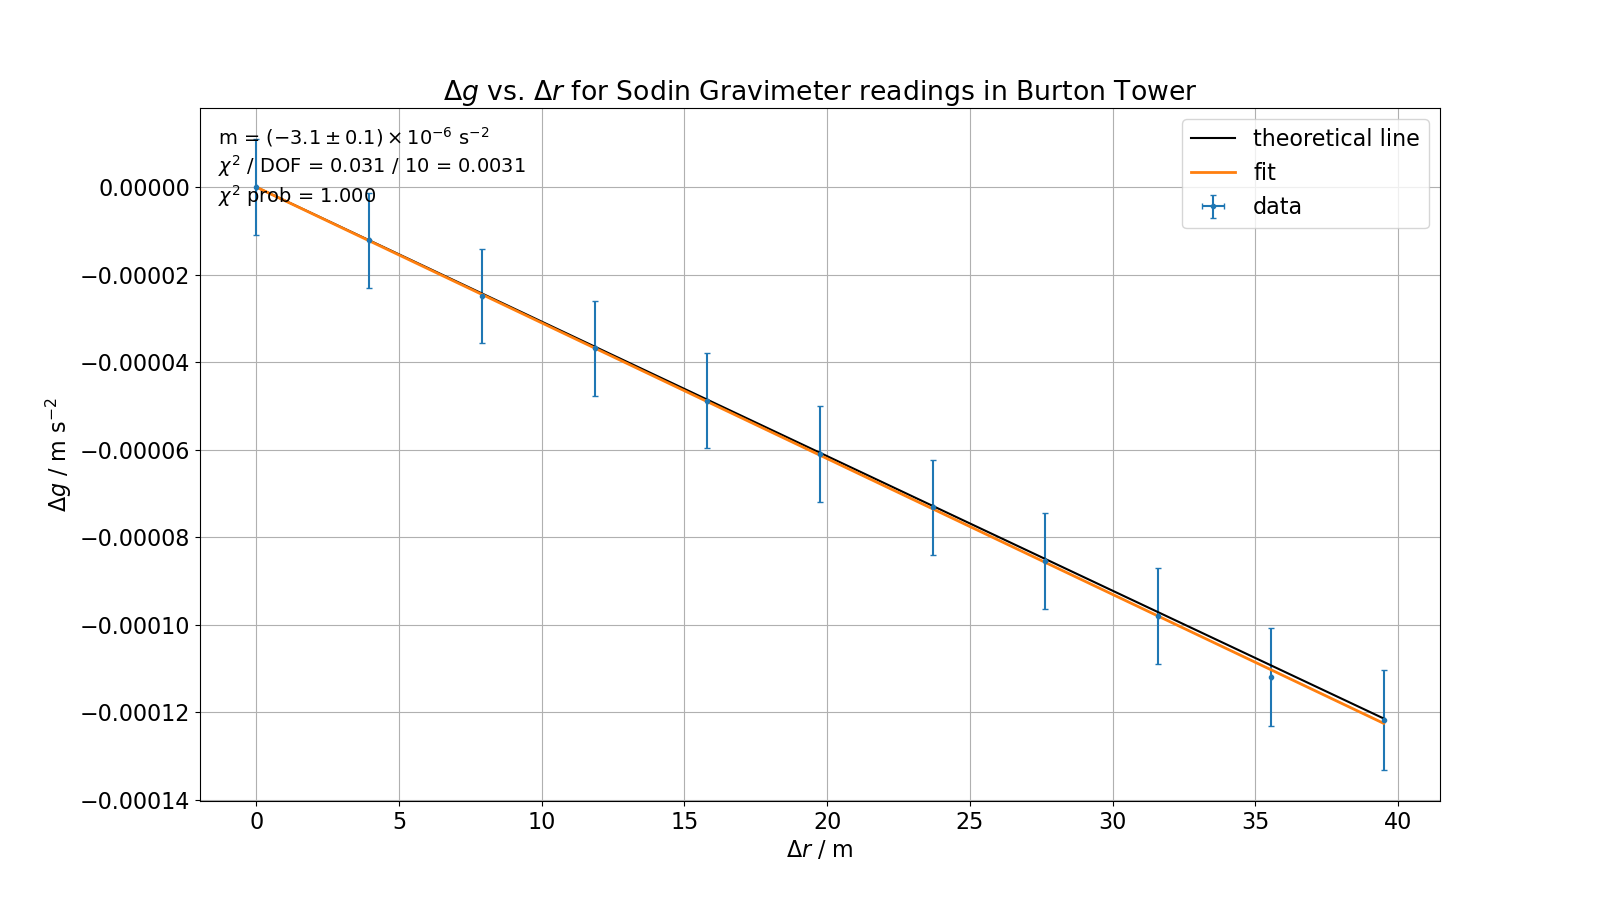 Δg vs. Δr for Sodin Gravimeter readings in Burton Tower
m = (−3.1 ± 0.1) × 10⁻⁶ s⁻²
χ² / DOF = 0.031 / 10 = 0.0031
χ² prob = 1.000
theoretical line
fit
data
0.00000
−0.00002
−0.00004
−0.00006
−0.00008
−0.00010
−0.00012
−0.00014
Δg / m s⁻²
0 5 10 15 20 25 30 35 40
Δr / m